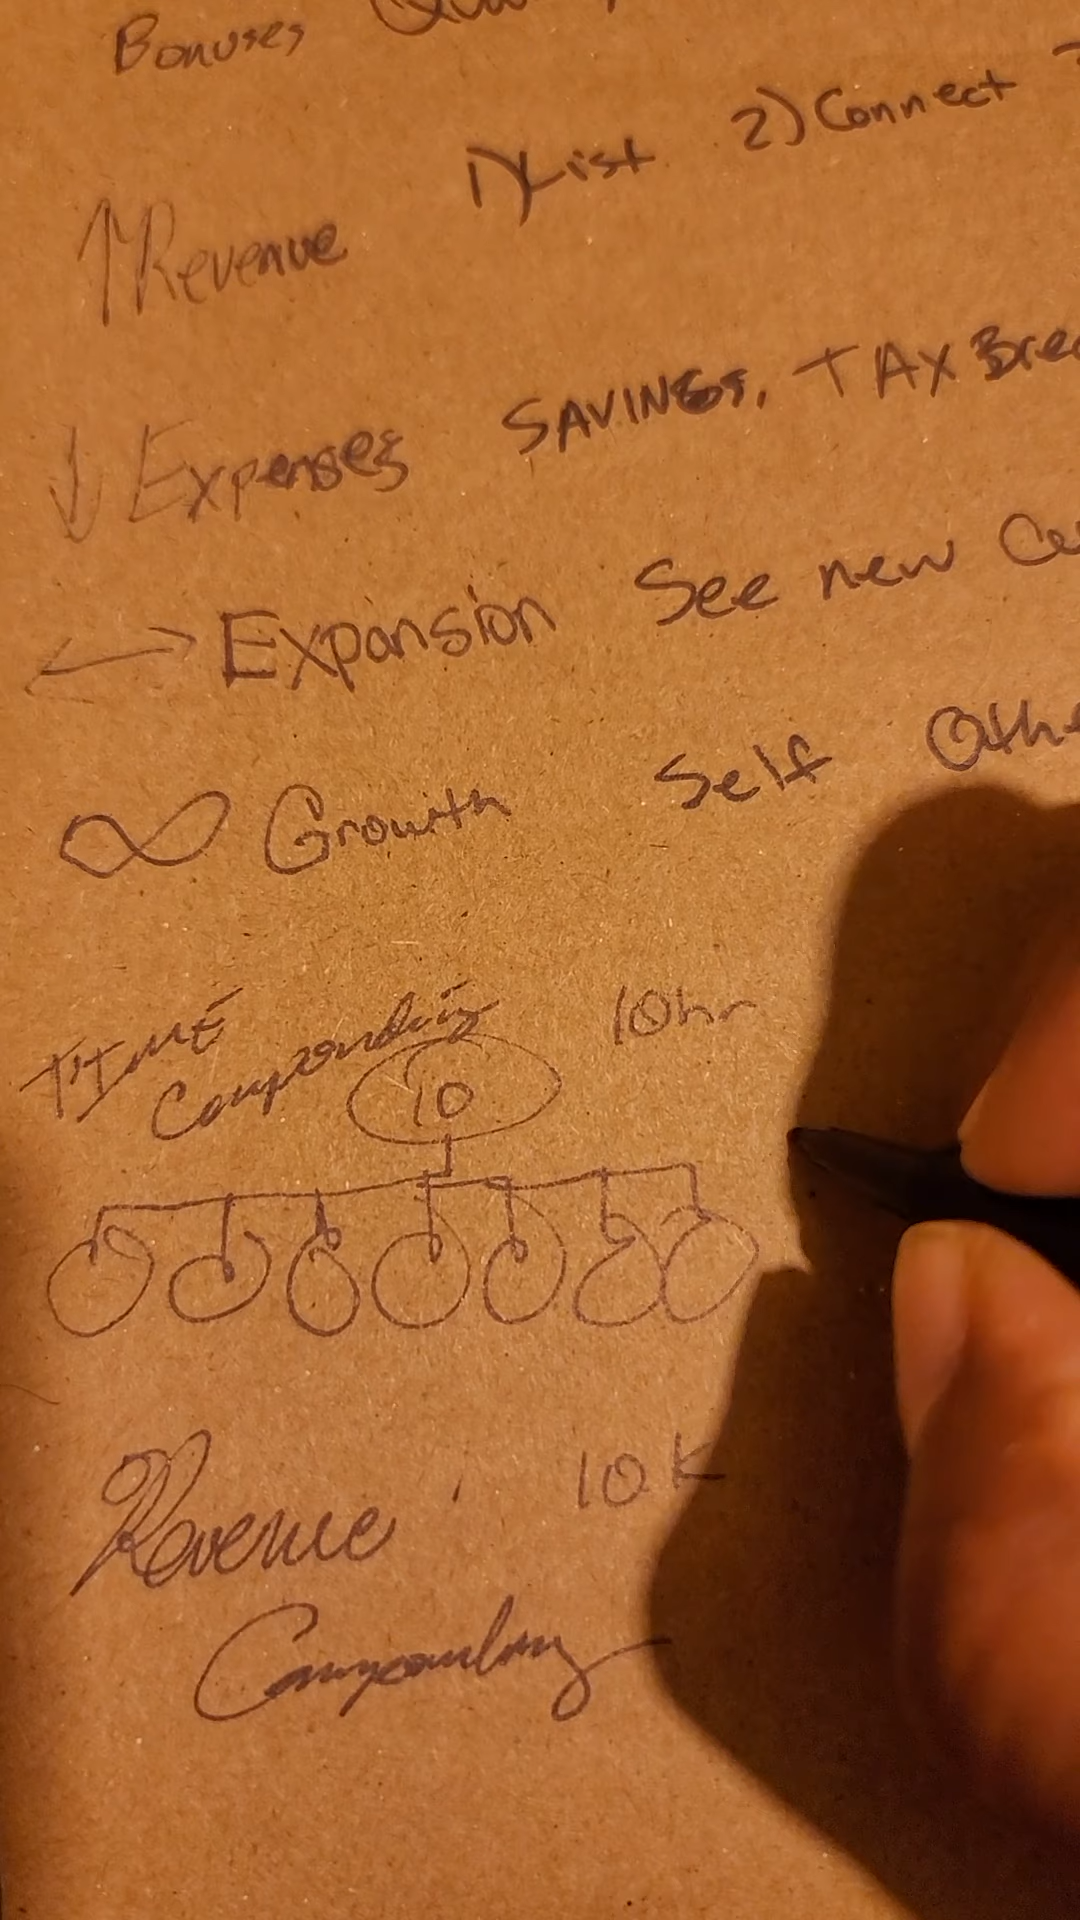 Bonuses
1) List 2) Connect
↑ Revenue
↓ Expenses SAVINGS, TAX
↔ Expansion See new
∞ Growth Self
TIME
Compounding 10hr
10
Revenue 10K
Compounding